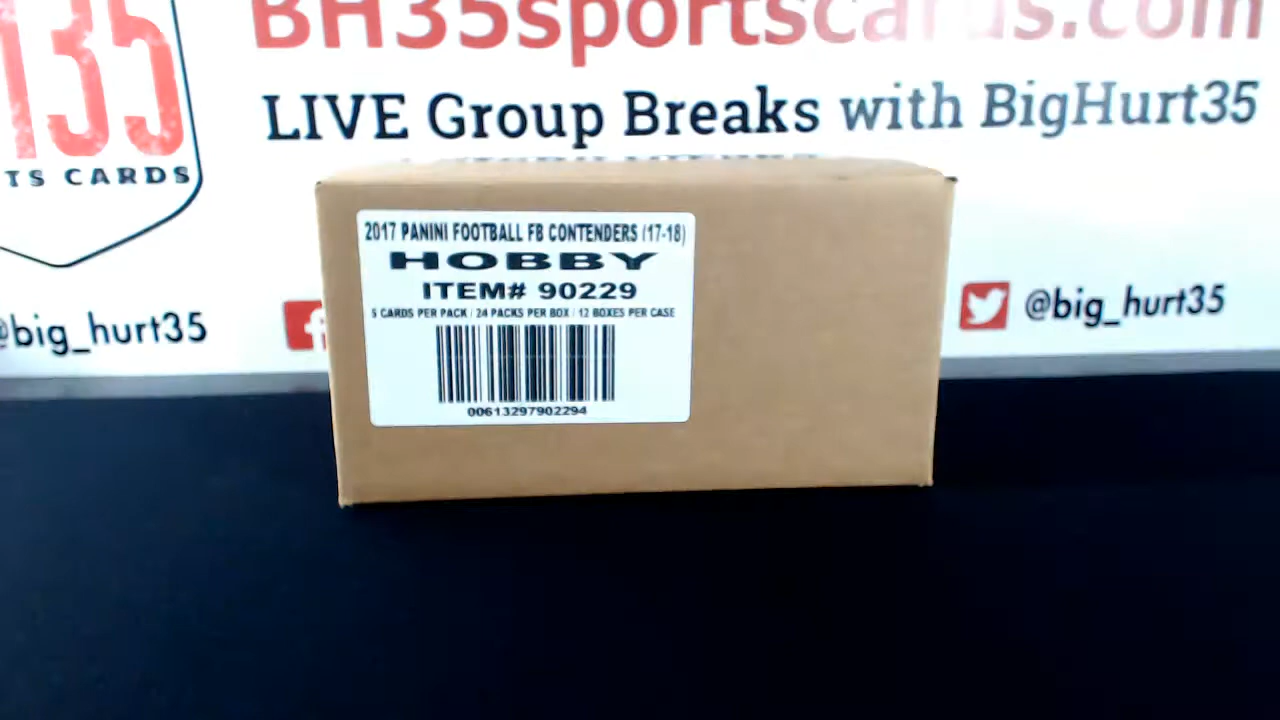 135
TS CARDS
BH35sportscards.com
LIVE Group Breaks with BigHurt35
2017 PANINI FOOTBALL FB CONTENDERS (17-18)
HOBBY
ITEM# 90229
5 CARDS PER PACK / 24 PACKS PER BOX / 12 BOXES PER CASE
00613297902294
@big_hurt35
f
@big_hurt35